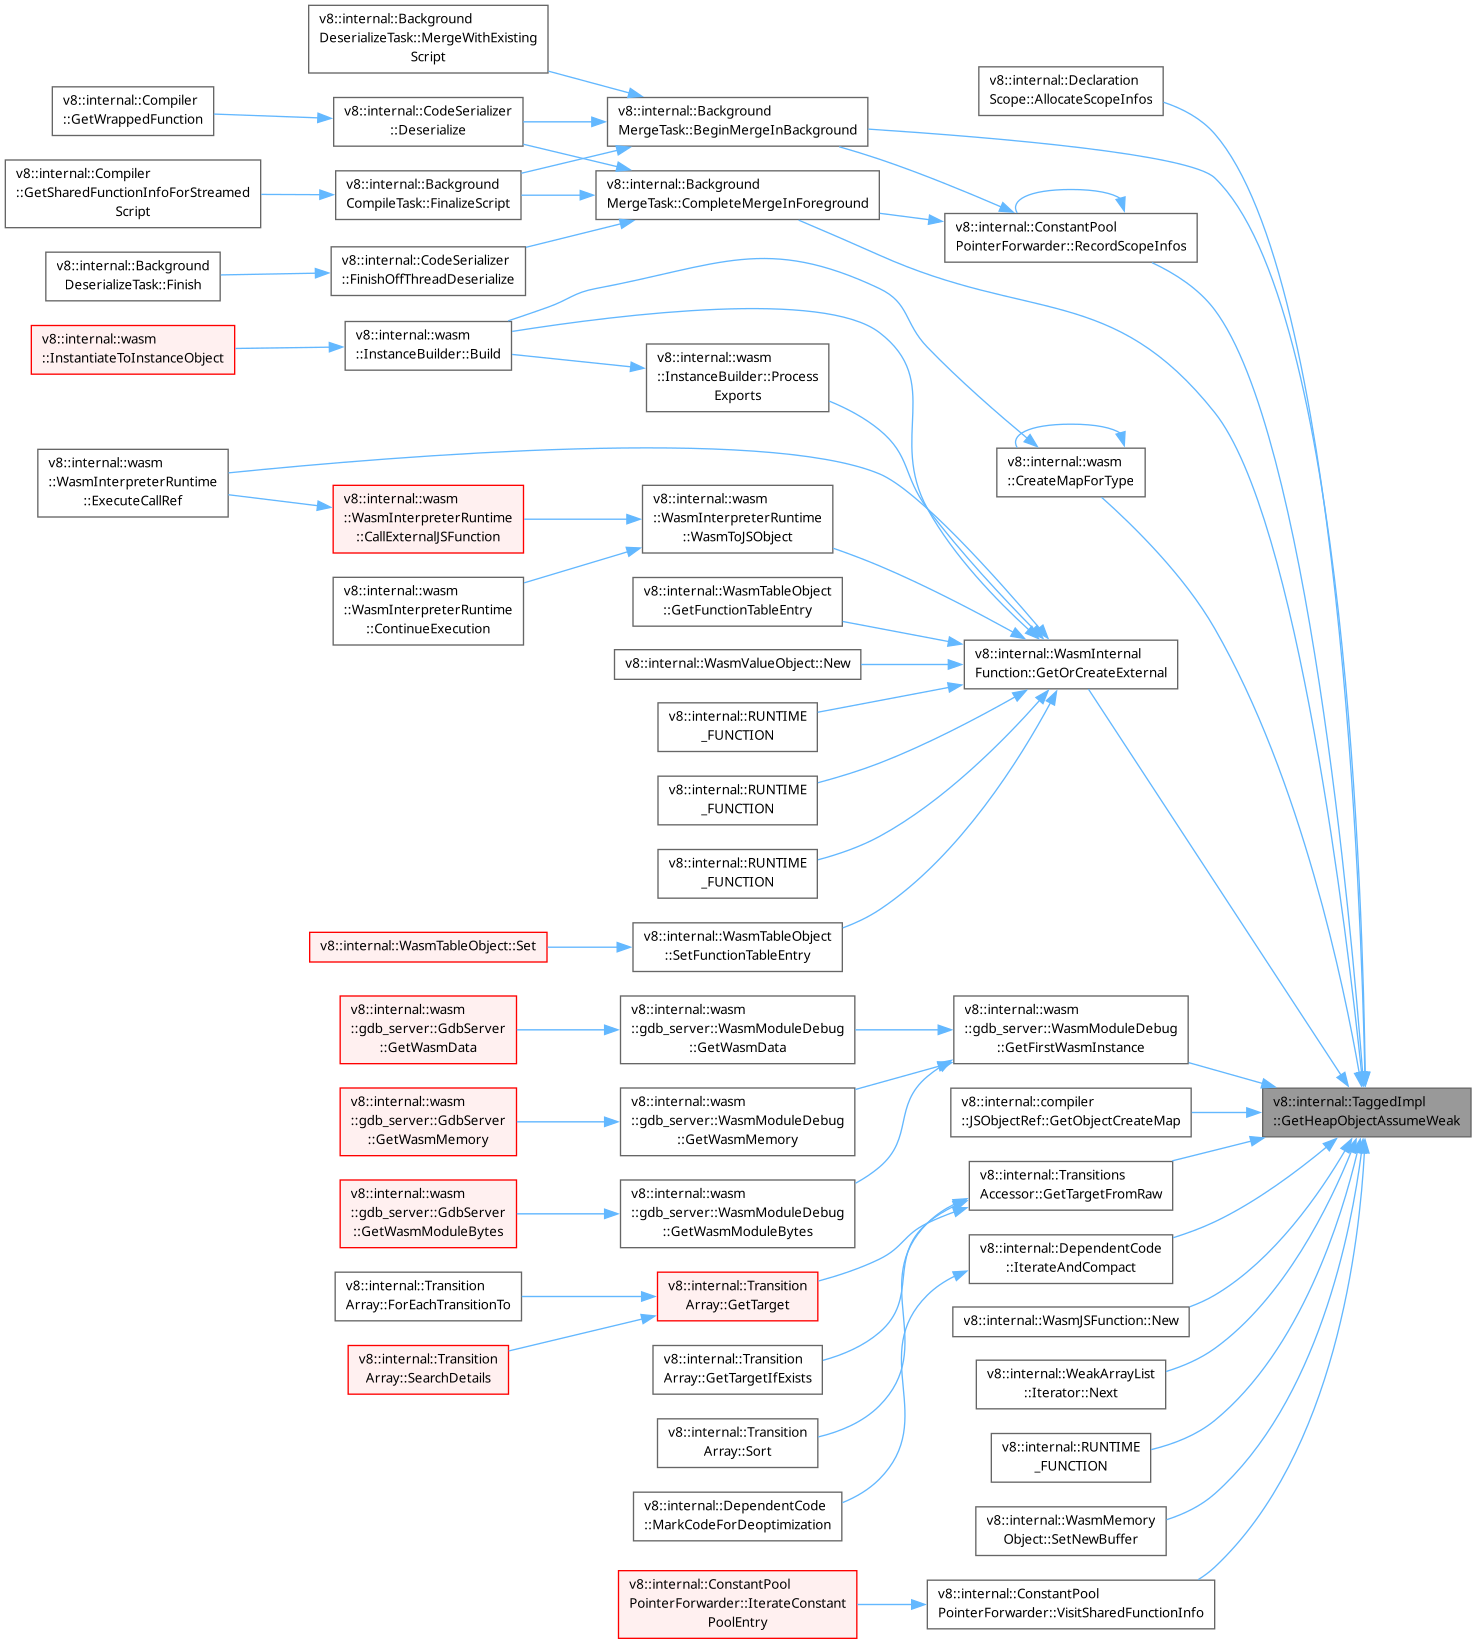 v8::internal::Background
DeserializeTask::MergeWithExisting
Script
v8::internal::Compiler
::GetWrappedFunction
v8::internal::CodeSerializer
::Deserialize
v8::internal::Background
MergeTask::BeginMergeInBackground
v8::internal::Declaration
Scope::AllocateScopeInfos
v8::internal::Compiler
::GetSharedFunctionInfoForStreamed
Script
v8::internal::Background
CompileTask::FinalizeScript
v8::internal::Background
MergeTask::CompleteMergeInForeground
v8::internal::ConstantPool
PointerForwarder::RecordScopeInfos
v8::internal::Background
DeserializeTask::Finish
v8::internal::CodeSerializer
::FinishOffThreadDeserialize
v8::internal::wasm
::InstantiateToInstanceObject
v8::internal::wasm
::InstanceBuilder::Build
v8::internal::wasm
::InstanceBuilder::Process
Exports
v8::internal::wasm
::CreateMapForType
v8::internal::wasm
::WasmInterpreterRuntime
::ExecuteCallRef
v8::internal::wasm
::WasmInterpreterRuntime
::CallExternalJSFunction
v8::internal::wasm
::WasmInterpreterRuntime
::WasmToJSObject
v8::internal::wasm
::WasmInterpreterRuntime
::ContinueExecution
v8::internal::WasmTableObject
::GetFunctionTableEntry
v8::internal::WasmValueObject::New
v8::internal::WasmInternal
Function::GetOrCreateExternal
v8::internal::RUNTIME
_FUNCTION
v8::internal::RUNTIME
_FUNCTION
v8::internal::RUNTIME
_FUNCTION
v8::internal::WasmTableObject::Set
v8::internal::WasmTableObject
::SetFunctionTableEntry
v8::internal::wasm
::gdb_server::GdbServer
::GetWasmData
v8::internal::wasm
::gdb_server::WasmModuleDebug
::GetWasmData
v8::internal::wasm
::gdb_server::WasmModuleDebug
::GetFirstWasmInstance
v8::internal::wasm
::gdb_server::GdbServer
::GetWasmMemory
v8::internal::wasm
::gdb_server::WasmModuleDebug
::GetWasmMemory
v8::internal::compiler
::JSObjectRef::GetObjectCreateMap
v8::internal::TaggedImpl
::GetHeapObjectAssumeWeak
v8::internal::wasm
::gdb_server::GdbServer
::GetWasmModuleBytes
v8::internal::wasm
::gdb_server::WasmModuleDebug
::GetWasmModuleBytes
v8::internal::Transitions
Accessor::GetTargetFromRaw
v8::internal::DependentCode
::IterateAndCompact
v8::internal::Transition
Array::ForEachTransitionTo
v8::internal::Transition
Array::GetTarget
v8::internal::WasmJSFunction::New
v8::internal::Transition
Array::SearchDetails
v8::internal::Transition
Array::GetTargetIfExists
v8::internal::WeakArrayList
::Iterator::Next
v8::internal::Transition
Array::Sort
v8::internal::RUNTIME
_FUNCTION
v8::internal::DependentCode
::MarkCodeForDeoptimization
v8::internal::WasmMemory
Object::SetNewBuffer
v8::internal::ConstantPool
PointerForwarder::IterateConstant
PoolEntry
v8::internal::ConstantPool
PointerForwarder::VisitSharedFunctionInfo